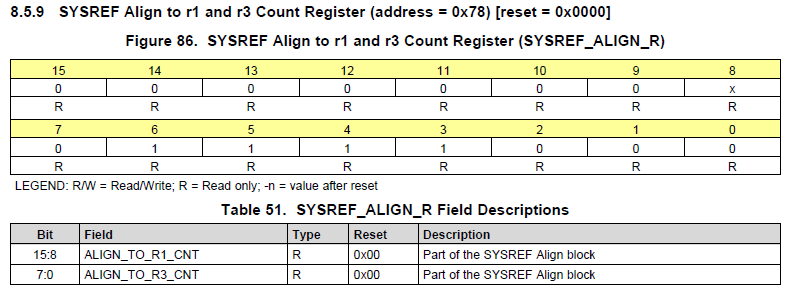 8.5.9 SYSREF Align to r1 and r3 Count Register (address = 0x78) [reset = 0x0000]
Figure 86. SYSREF Align to r1 and r3 Count Register (SYSREF_ALIGN_R)
15 14 13 12 11 10 9 8
0 0 0 0 0 0 0 x
R R R R R R R R
7 6 5 4 3 2 1 0
0 1 1 1 1 0 0 0
R R R R R R R R
LEGEND: R/W = Read/Write; R = Read only; -n = value after reset
Table 51. SYSREF_ALIGN_R Field Descriptions
Bit Field Type Reset Description
15:8 ALIGN_TO_R1_CNT R 0x00 Part of the SYSREF Align block
7:0 ALIGN_TO_R3_CNT R 0x00 Part of the SYSREF Align block